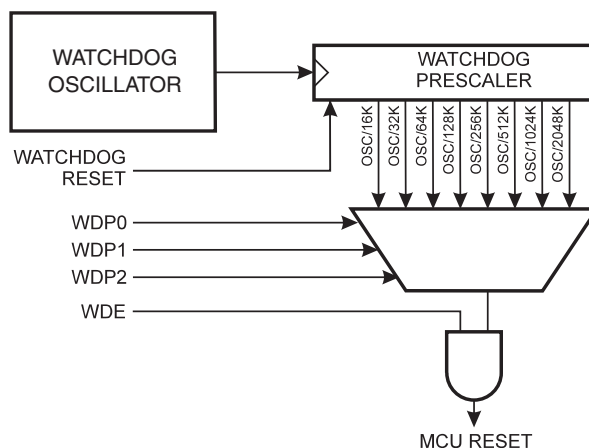 WATCHDOG
OSCILLATOR
WATCHDOG
PRESCALER
WATCHDOG
RESET
OSC/16K
OSC/32K
OSC/64K
OSC/128K
OSC/256K
OSC/512K
OSC/1024K
OSC/2048K
WDP0
WDP1
WDP2
WDE
MCU RESET